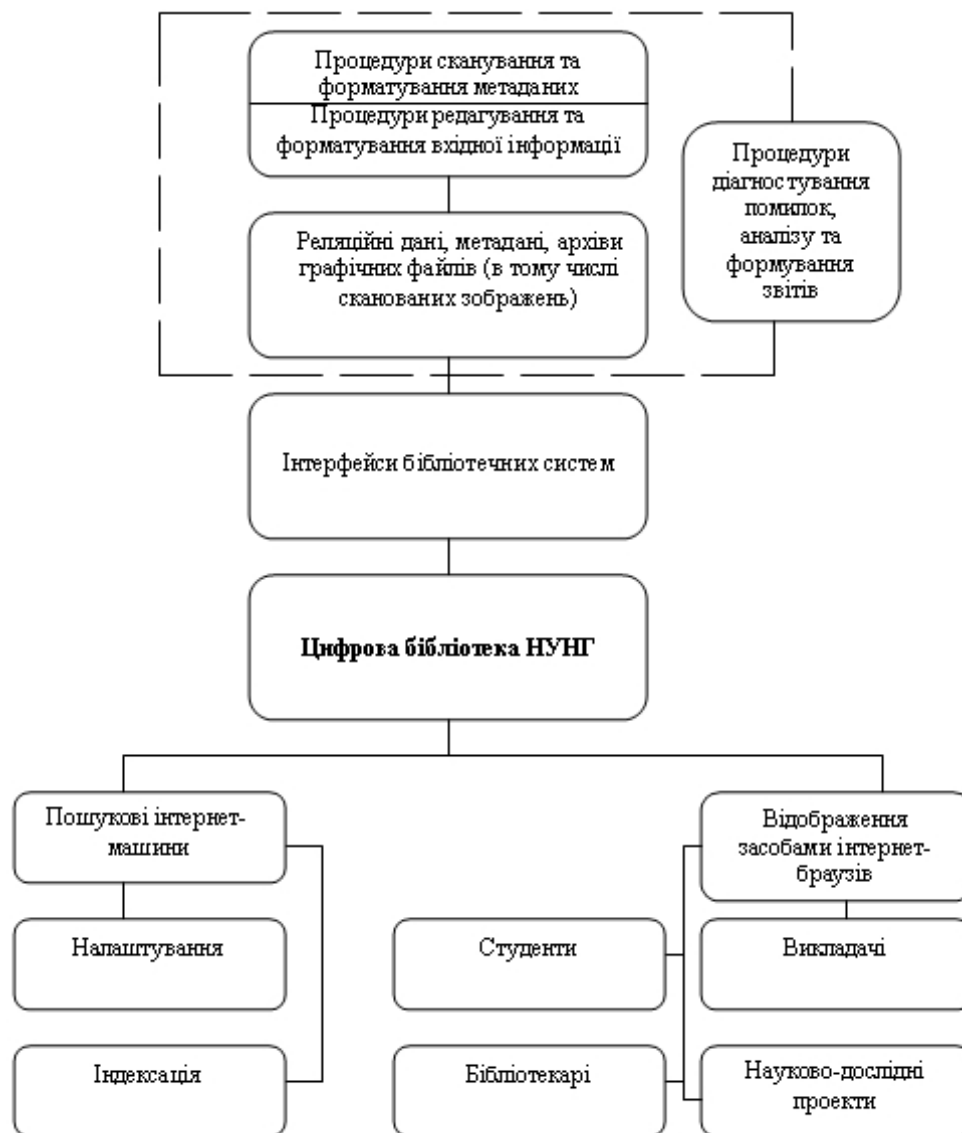 Процедури сканування та
форматування метаданих
Процедури редагування та
форматування вхідної інформації
Процедури
діагностування
помилок,
аналізу та
формування
звітів
Реляційні дані, метадані, архіви
графічних файлів (в тому числі
сканованих зображень)
Інтерфейси бібліотечних систем
Цифрова бібліотека НУНГ
Пошукові інтернет-
машини
Відображення
засобами інтернет-
браузів
Налаштування
Студенти
Викладачі
Індексація
Бібліотекарі
Науково-дослідні
проекти